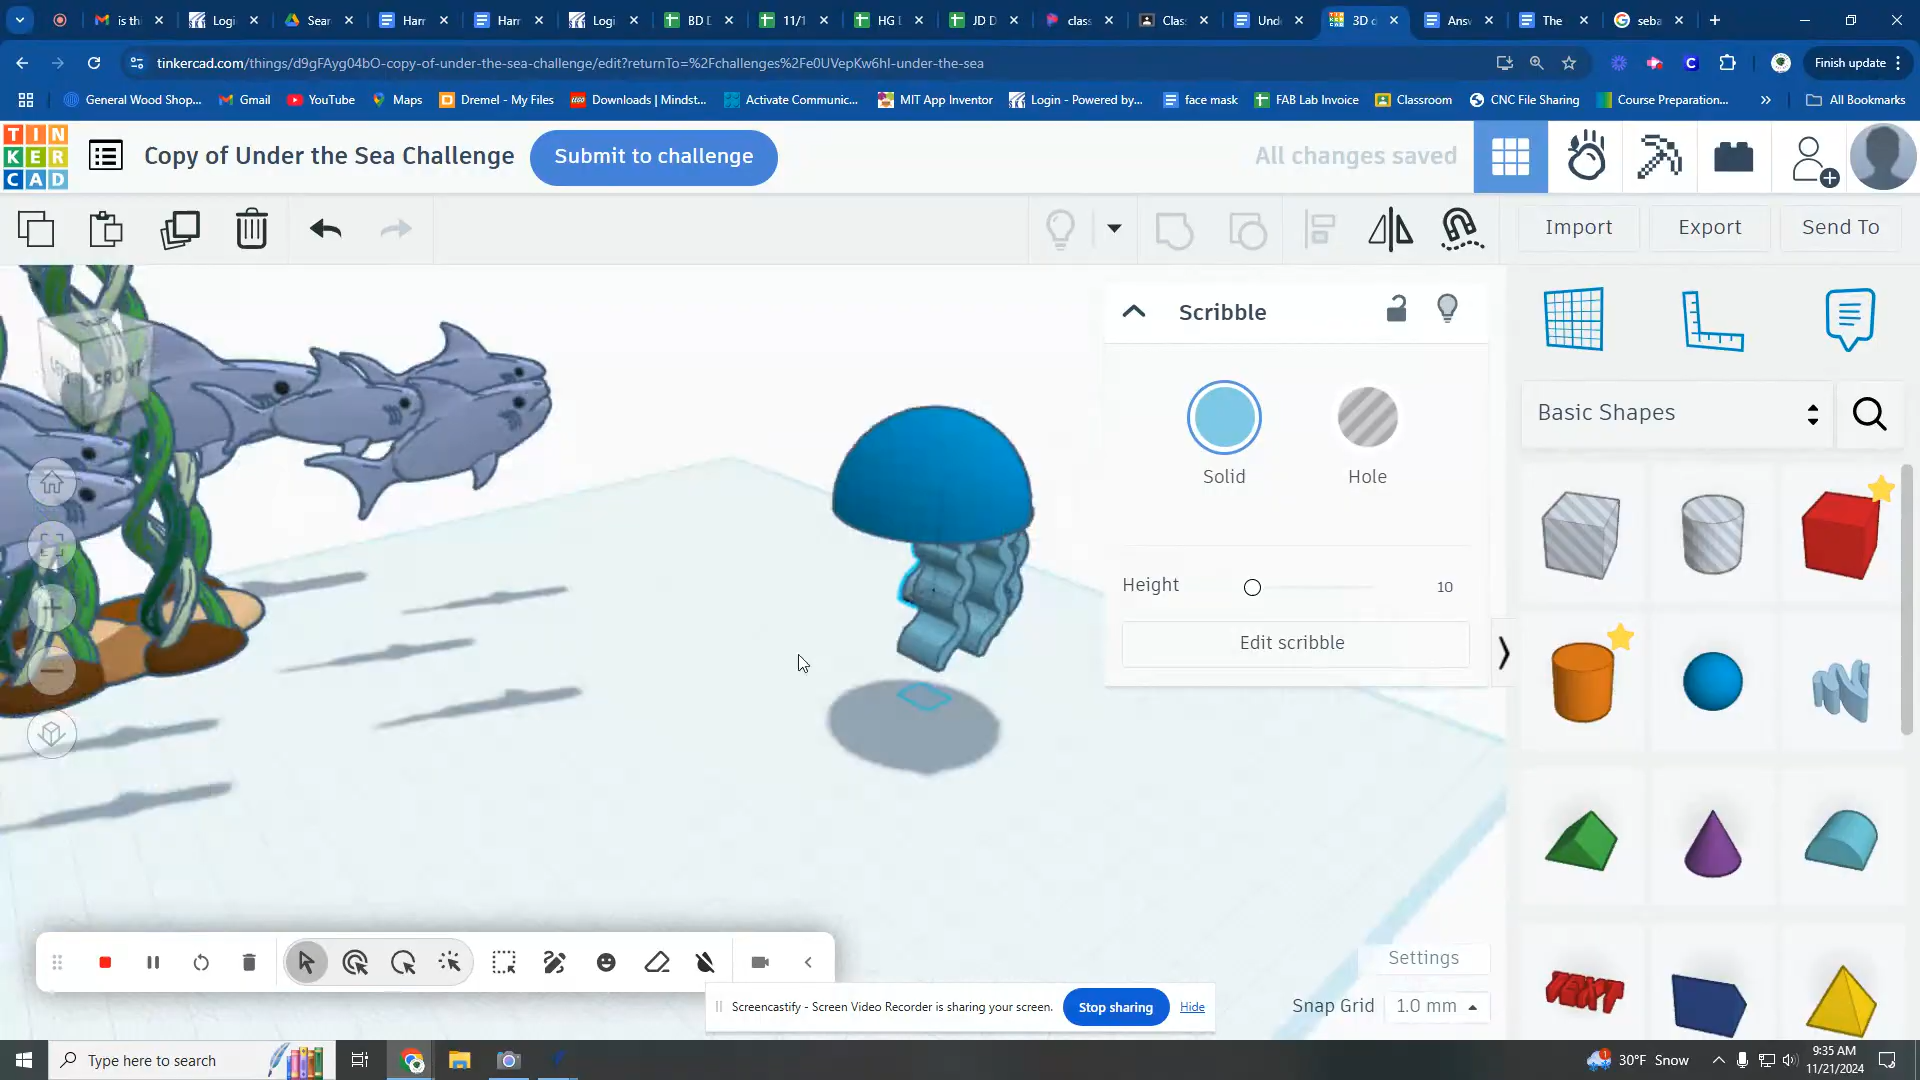 is thi
Logi
Sear
Harr
Harr
Logi
BD D
11/1
HG D
JD D
class
Clas
Und
3D d
Ans
The
seba
tinkercad.com/things/d9gFAyg04bO-copy-of-under-the-sea-challenge/edit?returnTo=%2Fchallenges%2Fe0UVepKw6hI-under-the-sea
Finish update
General Wood Shop...
Gmail
YouTube
Maps
Dremel - My Files
Downloads | Mindst...
Activate Communic...
MIT App Inventor
Login - Powered by...
face mask
FAB Lab Invoice
Classroom
CNC File Sharing
Course Preparation...
All Bookmarks
TIN
KER
CAD
Copy of Under the Sea Challenge
Submit to challenge
All changes saved
Import
Export
Send To
Scribble
Solid
Hole
Height
10
Edit scribble
Basic Shapes
LEFT
FRONT
TEXT
Settings
Snap Grid
1.0 mm
Screencastify - Screen Video Recorder is sharing your screen.
Stop sharing
Hide
Type here to search
30°F Snow
9:35 AM
11/21/2024